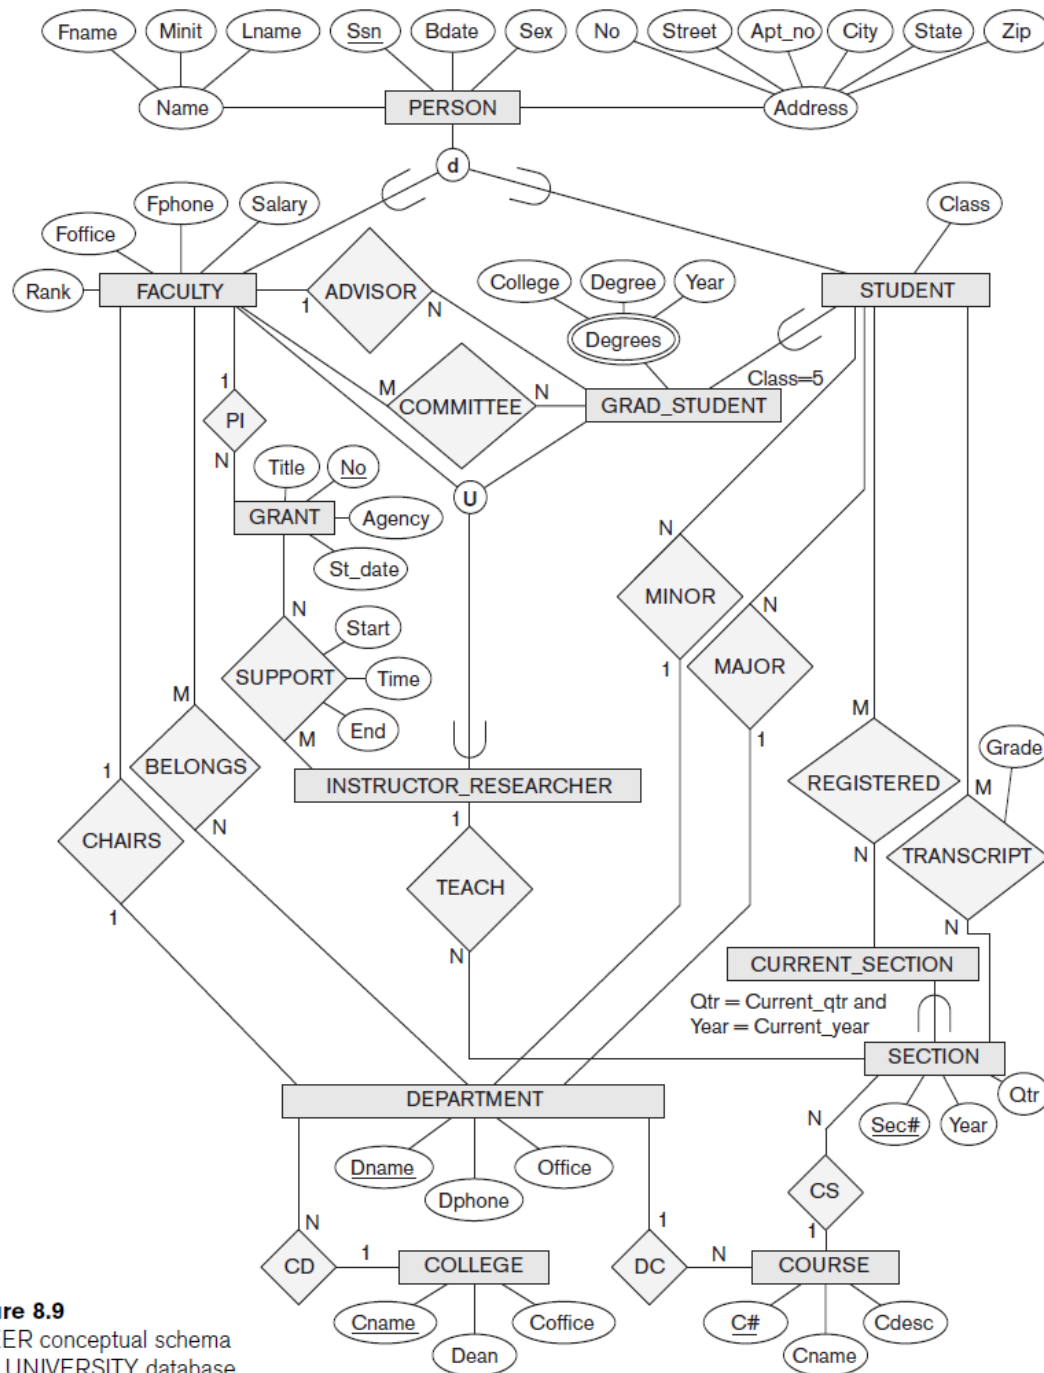 Fname Minit Lname Ssn Bdate Sex No Street Apt_no City State Zip
Name PERSON Address
d
Fphone Salary Class
Foffice
Rank FACULTY ADVISOR College Degree Year STUDENT
1 N
Degrees
Class=5
1 M N
COMMITTEE GRAD_STUDENT
PI
N Title No U
GRANT Agency
St_date N
N MINOR N
Start
SUPPORT Time 1 MAJOR
M End M
M 1 Grade
BELONGS REGISTERED M
1 INSTRUCTOR_RESEARCHER
N 1
CHAIRS N TRANSCRIPT
TEACH
1 N
N CURRENT_SECTION
Qtr = Current_qtr and
Year = Current_year
SECTION
DEPARTMENT Qtr
N Sec# Year
Dname Office
Dphone CS
N 1 1
CD 1 COLLEGE DC N COURSE
Cname Coffice C# Cdesc
Dean Cname
ure 8.9
EER conceptual schema
UNIVERSITY database